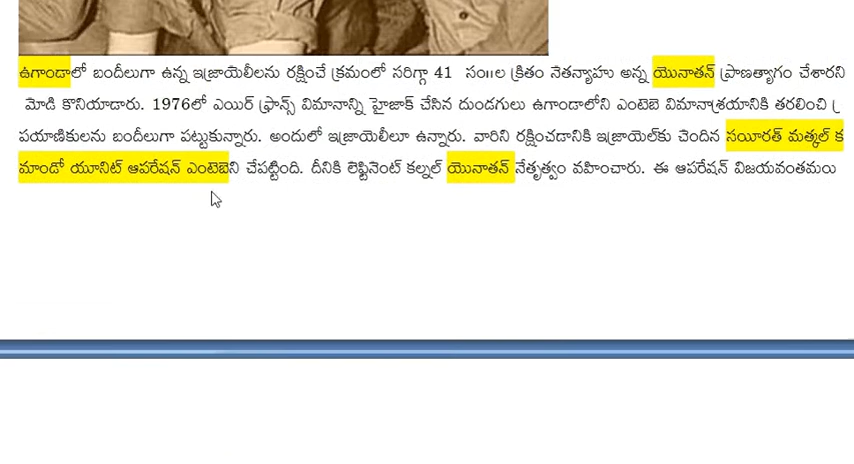 ఉగాండాలో బందీలుగా ఉన్న ఇజ్రాయెలీలను రక్షించే క్రమంలో సరిగ్గా 41 సం॥ల క్రితం నెతన్యాహు అన్న యొనాతన్ ప్రాణత్యాగం చేశారని
మోడి కొనియాడారు. 1976లో ఎయిర్ ఫ్రాన్స్ విమానాన్ని హైజాక్ చేసిన దుండగులు ఉగాండాలోని ఎంటెబె విమానాశ్రయానికి తరలించి
పయాణికులను బందీలుగా పట్టుకున్నారు. అందులో ఇజ్రాయెలీలూ ఉన్నారు. వారిని రక్షించడానికి ఇజ్రాయెల్‌కు చెందిన సయీరత్ మత్కల్ క
మాండో యూనిట్ ఆపరేషన్ ఎంటెబెని చేపట్టింది. దీనికి లెఫ్టినెంట్ కల్నల్ యొనాతన్ నేతృత్వం వహించారు. ఈ ఆపరేషన్ విజయవంతమయి